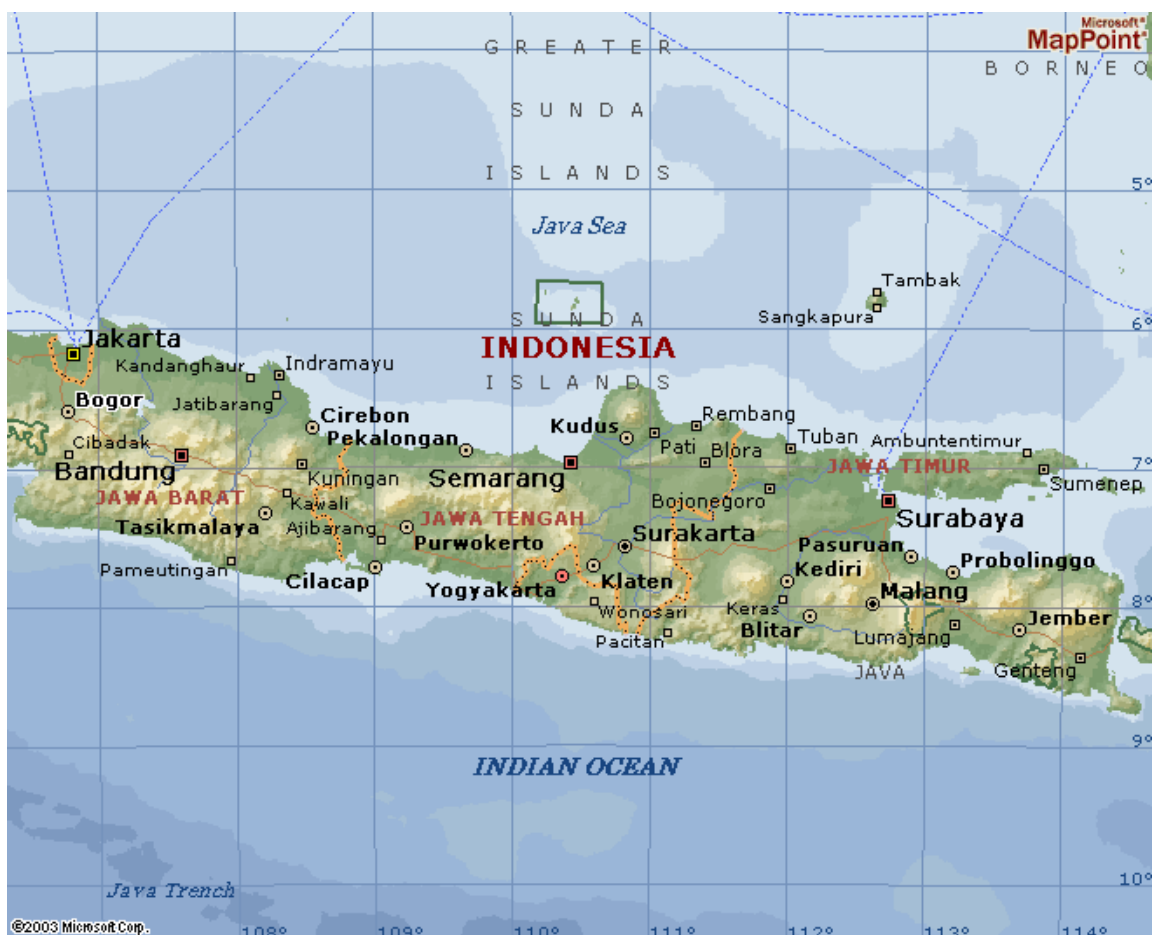 Microsoft®
MapPoint®
GREATER
BORNEO
SUNDA
ISLANDS
5°
Java Sea
Tambak
Sangkapura
SUNDA
6°
Jakarta
INDONESIA
Kandanghaur
Indramayu
ISLANDS
Bogor
Jatibarang
Cirebon
Rembang
Kudus
Pekalongan
Cibadak
Pati
Blora
Tuban
Ambuntentimur
Bandung
Kuningan
Semarang
JAWA TIMUR
7°
Sumenep
JAWA BARAT
Kawali
Bojonegoro
Tasikmalaya
Ajibarang
JAWA TENGAH
Surabaya
Purwokerto
Surakarta
Pasuruan
Probolinggo
Pameutingan
Cilacap
Yogyakarta
Klaten
Kediri
Malang
Wonosari
Keras
8°
Pacitan
Blitar
Lumajang
Jember
JAVA
Genteng
9°
INDIAN OCEAN
Java Trench
10°
©2003 Microsoft Corp.
108°
109°
110°
111°
112°
113°
114°